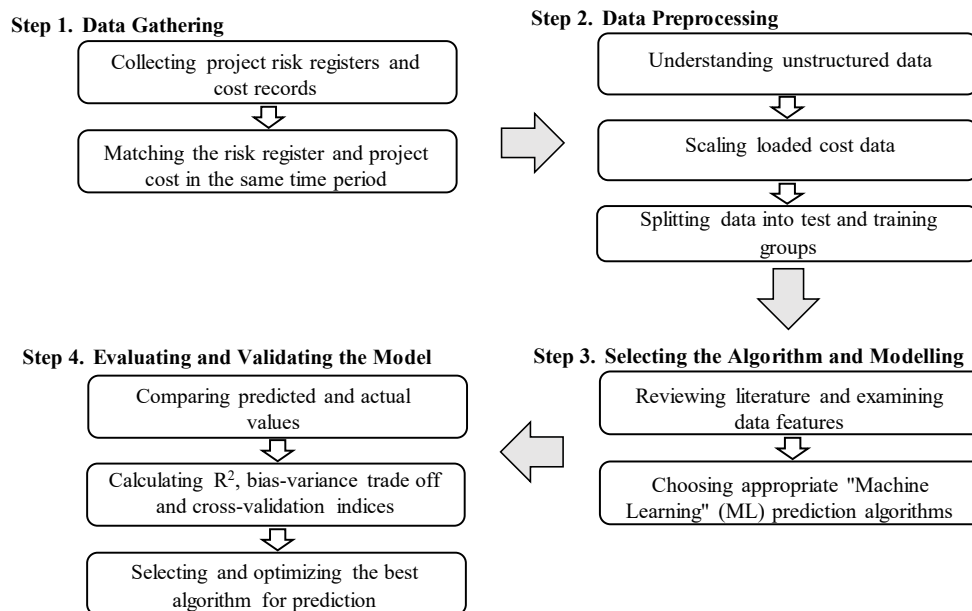 Step 1. Data Gathering
Collecting project risk registers and
cost records
Matching the risk register and project
cost in the same time period
Step 2. Data Preprocessing
Understanding unstructured data
Scaling loaded cost data
Splitting data into test and training
groups
Step 3. Selecting the Algorithm and Modelling
Reviewing literature and examining
data features
Choosing appropriate "Machine
Learning" (ML) prediction algorithms
Step 4. Evaluating and Validating the Model
Comparing predicted and actual
values
Calculating R², bias-variance trade off
and cross-validation indices
Selecting and optimizing the best
algorithm for prediction